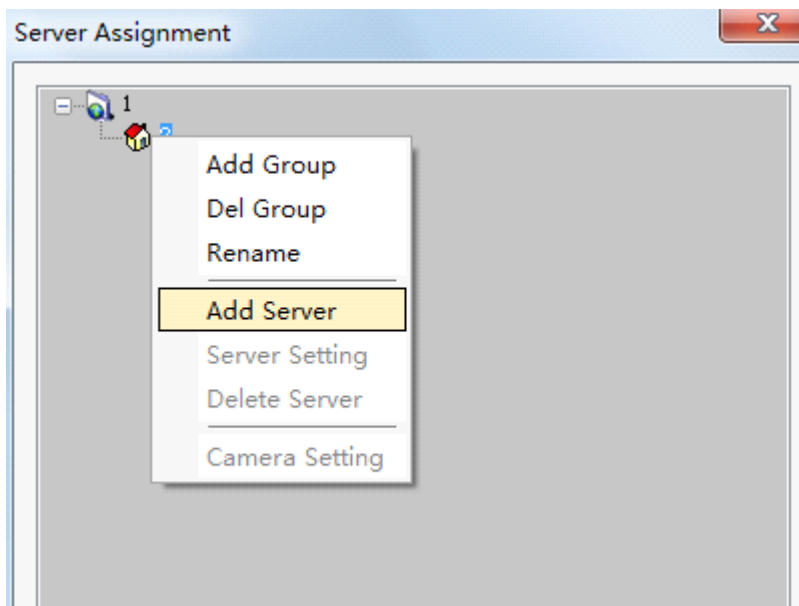 Server Assignment
1
2
Add Group
Del Group
Rename
Add Server
Server Setting
Delete Server
Camera Setting